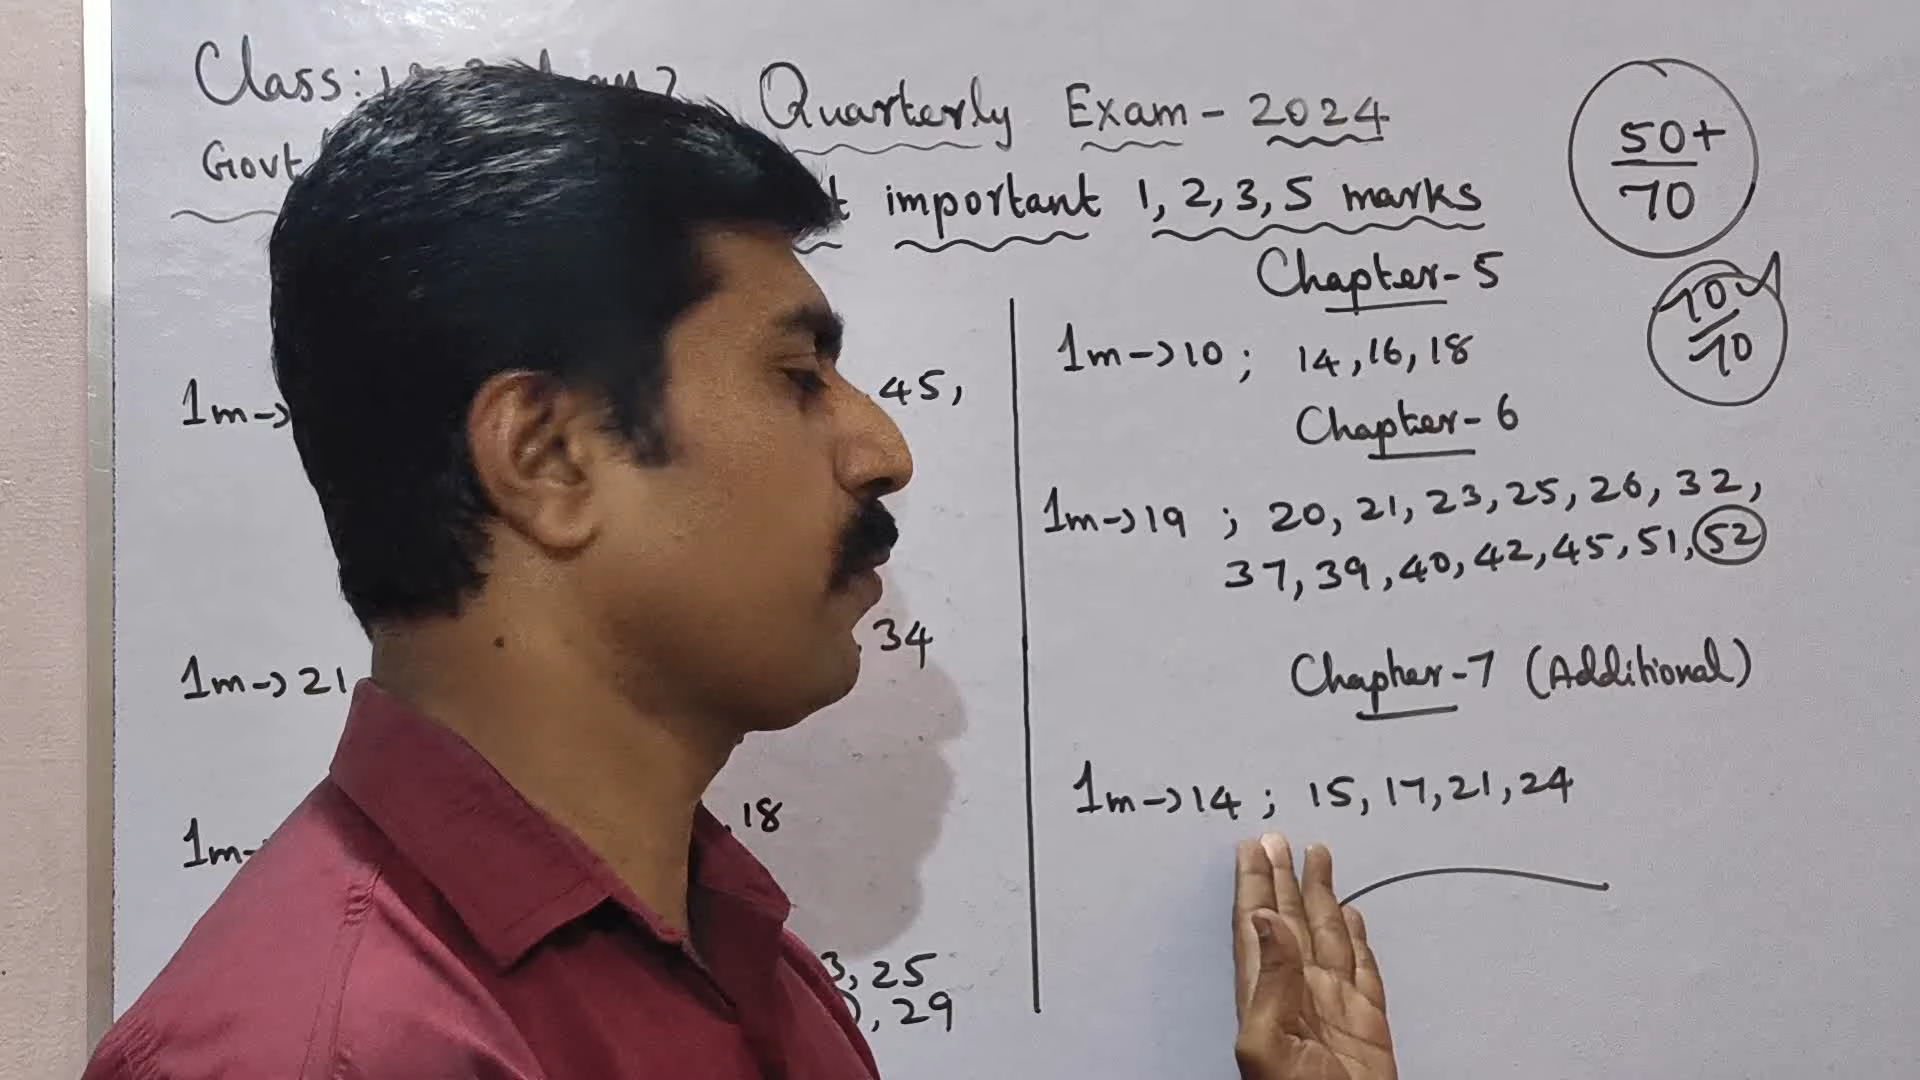 Class:
Quarterly Exam - 2024
Govt
important 1, 2, 3, 5 marks
50+
70
70
70
1m->
45,
1m->21
34
1m-
18
3, 25
, 29
Chapter-5
1m->10 ; 14, 16, 18
Chapter-6
1m->19 ; 20, 21, 23, 25, 26, 32,
37, 39, 40, 42, 45, 51, 52
Chapter-7 (Additional)
1m->14 ; 15, 17, 21, 24